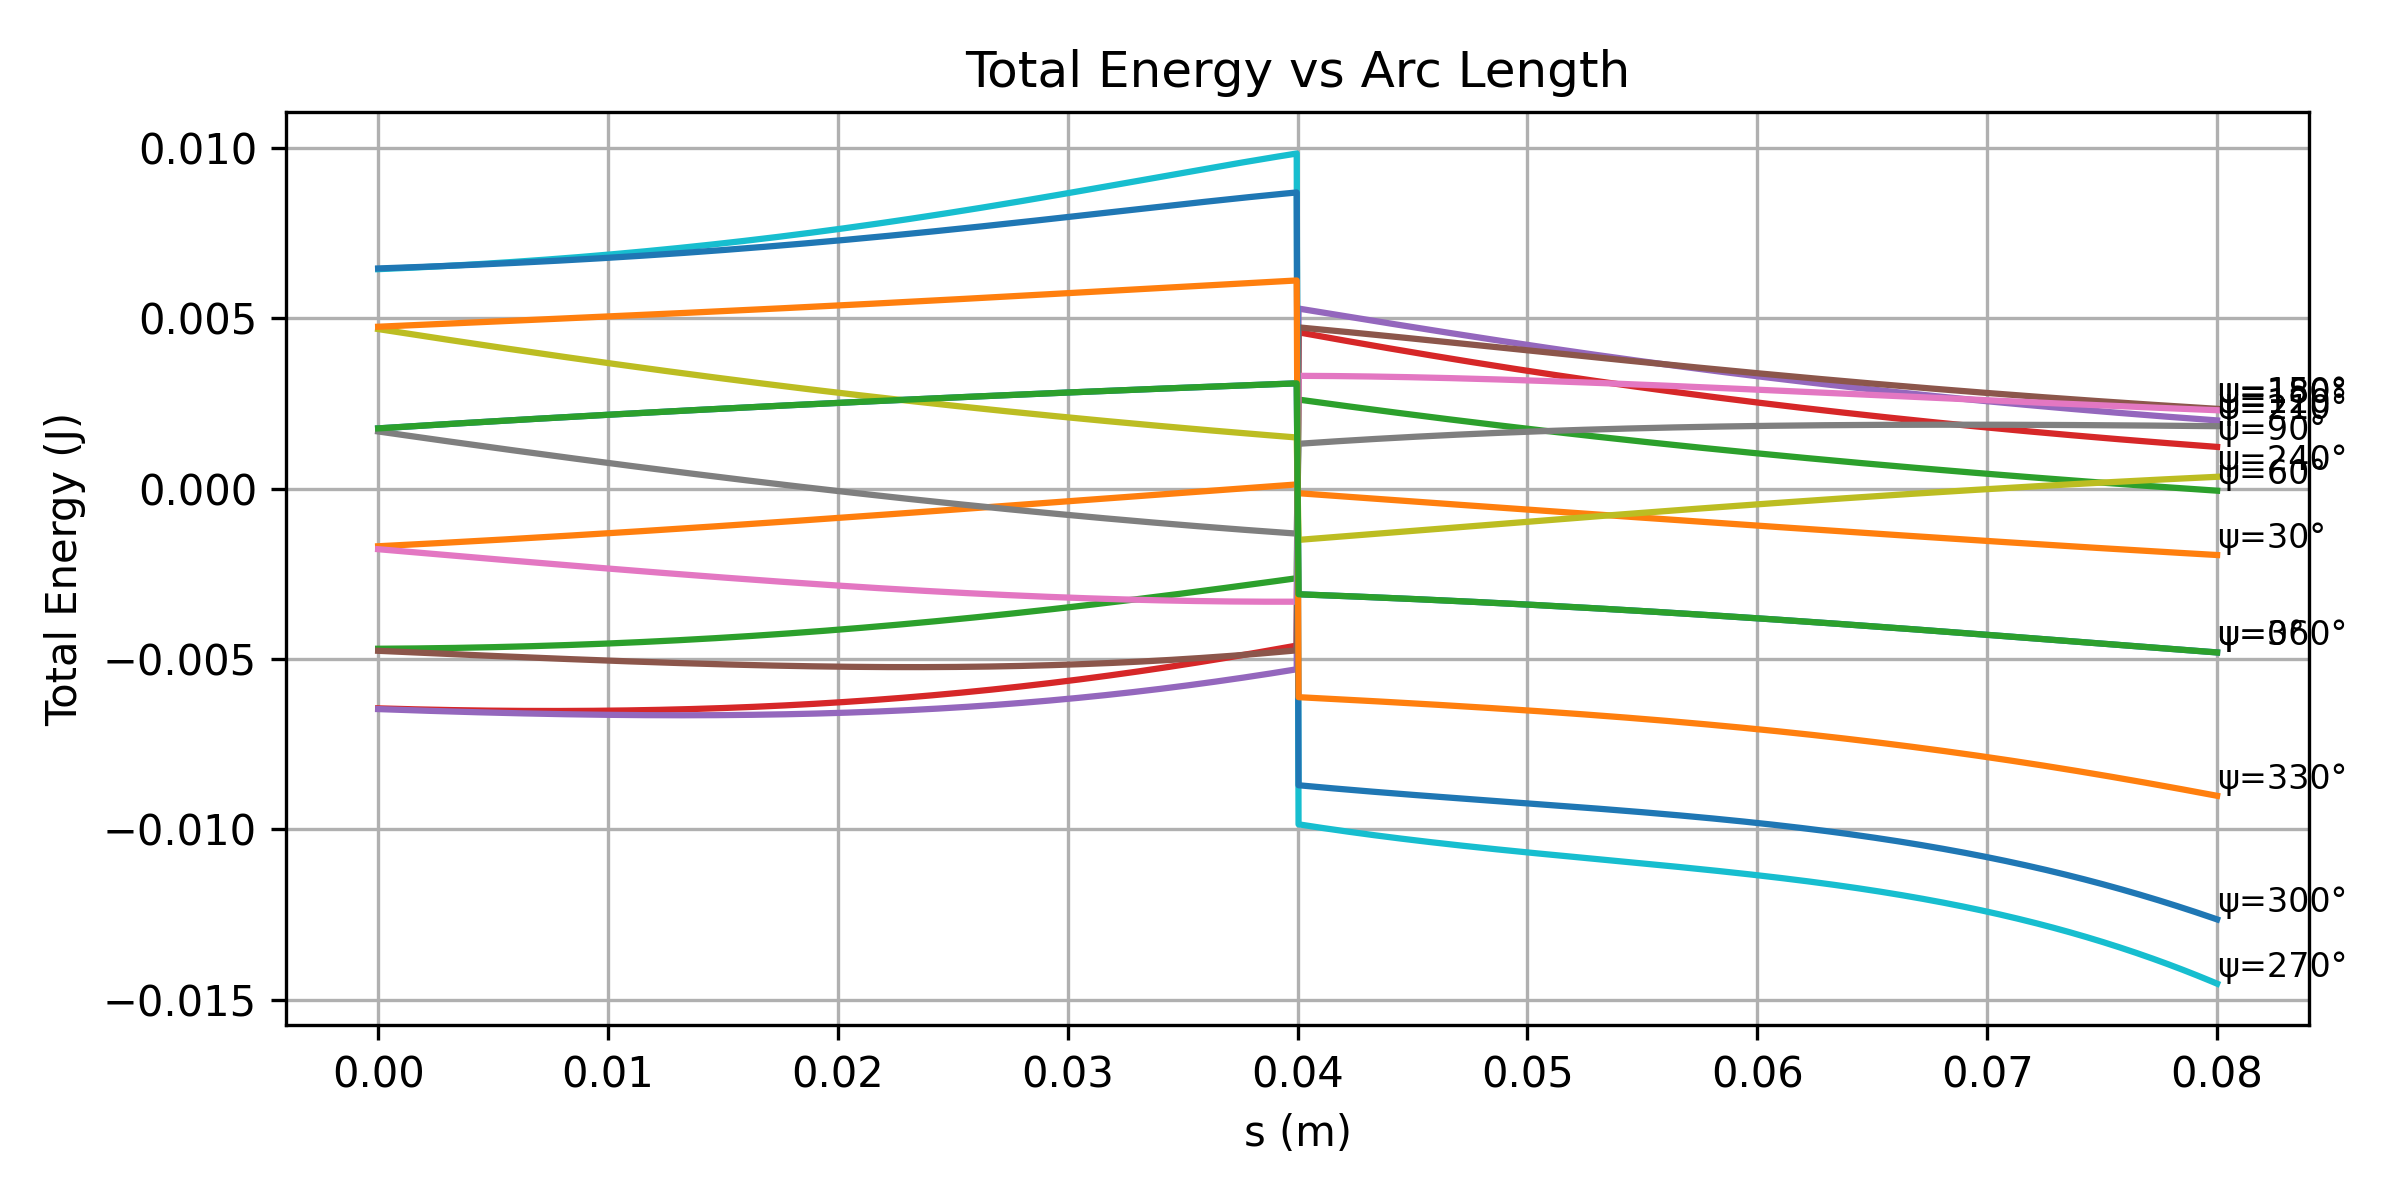 Total Energy vs Arc Length
Total Energy (J)
0.010
0.005
0.000
−0.005
−0.010
−0.015
ψ=90°
ψ=240°
ψ=60°
ψ=30°
ψ=360°
ψ=330°
ψ=300°
ψ=270°
0.00 0.01 0.02 0.03 0.04 0.05 0.06 0.07 0.08
s (m)